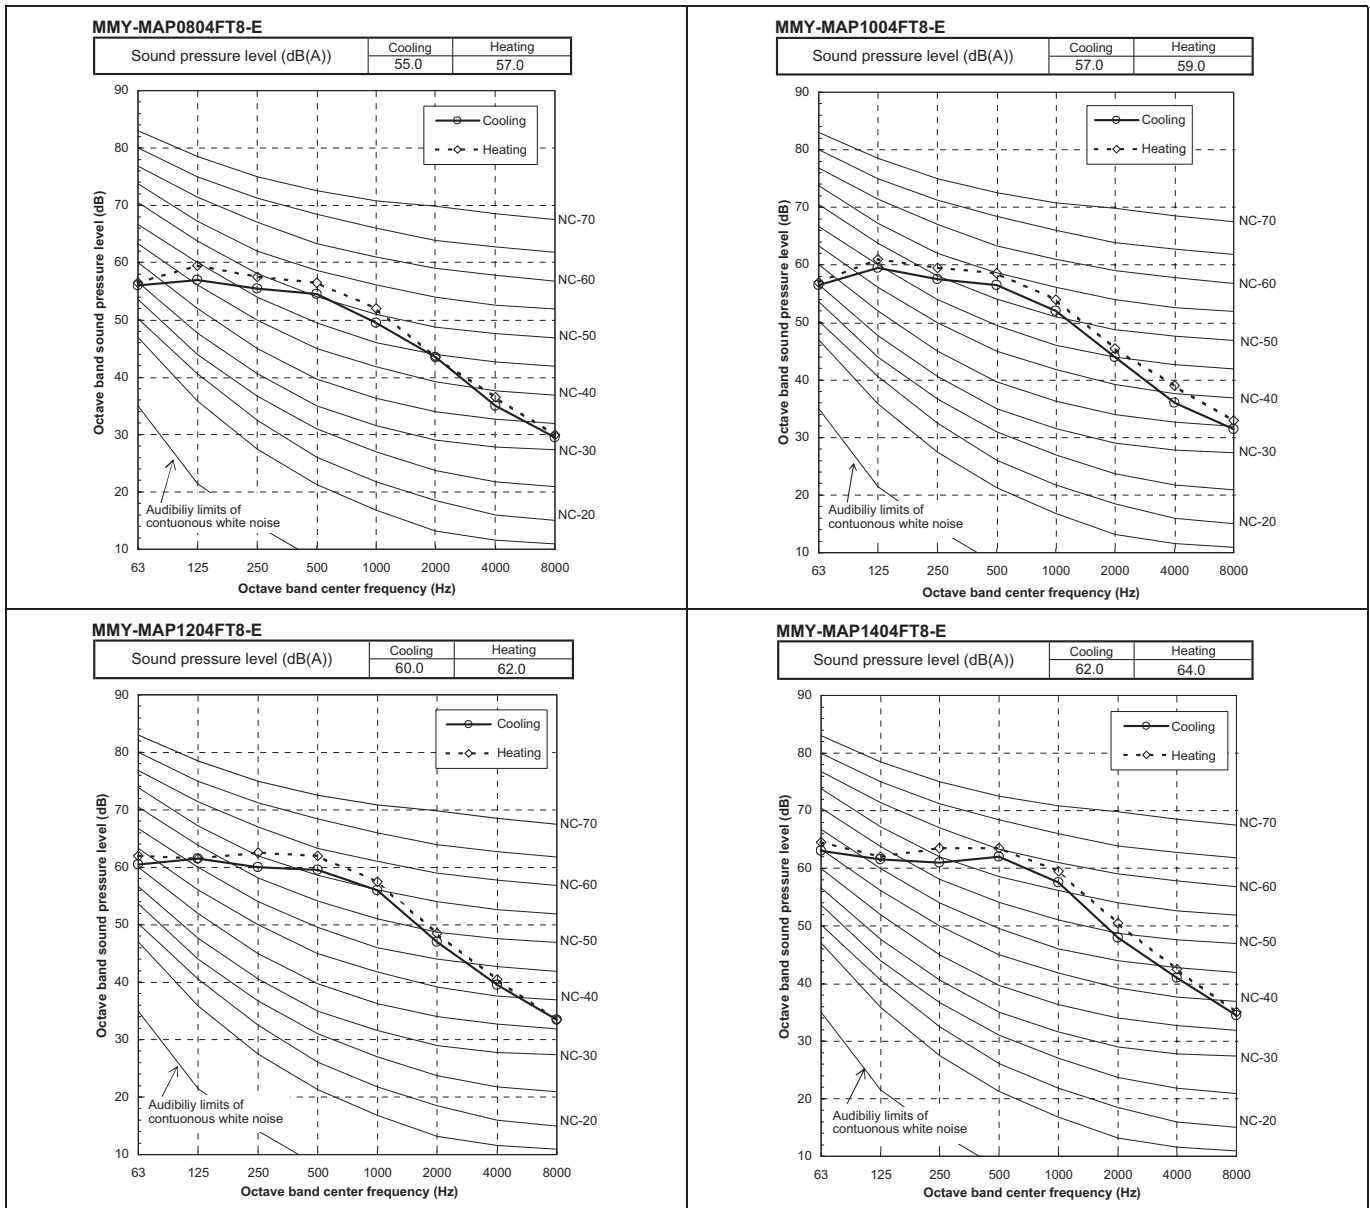 MMY-MAP0804FT8-E
Sound pressure level (dB(A)) Cooling Heating
55.0 57.0
90
80
70
60
50
40
30
20
10
Octave band sound pressure level (dB)
Cooling
Heating
NC-70
NC-60
NC-50
NC-40
NC-30
NC-20
Audibiliy limits of
contuonous white noise
63 125 250 500 1000 2000 4000 8000
Octave band center frequency (Hz)
MMY-MAP1004FT8-E
Sound pressure level (dB(A)) Cooling Heating
57.0 59.0
90
80
70
60
50
40
30
20
10
Octave band sound pressure level (dB)
Cooling
Heating
NC-70
NC-60
NC-50
NC-40
NC-30
NC-20
Audibiliy limits of
contuonous white noise
63 125 250 500 1000 2000 4000 8000
Octave band center frequency (Hz)
MMY-MAP1204FT8-E
Sound pressure level (dB(A)) Cooling Heating
60.0 62.0
90
80
70
60
50
40
30
20
10
Octave band sound pressure level (dB)
Cooling
Heating
NC-70
NC-60
NC-50
NC-40
NC-30
NC-20
Audibiliy limits of
contuonous white noise
63 125 250 500 1000 2000 4000 8000
Octave band center frequency (Hz)
MMY-MAP1404FT8-E
Sound pressure level (dB(A)) Cooling Heating
62.0 64.0
90
80
70
60
50
40
30
20
10
Octave band sound pressure level (dB)
Cooling
Heating
NC-70
NC-60
NC-50
NC-40
NC-30
NC-20
Audibiliy limits of
contuonous white noise
63 125 250 500 1000 2000 4000 8000
Octave band center frequency (Hz)